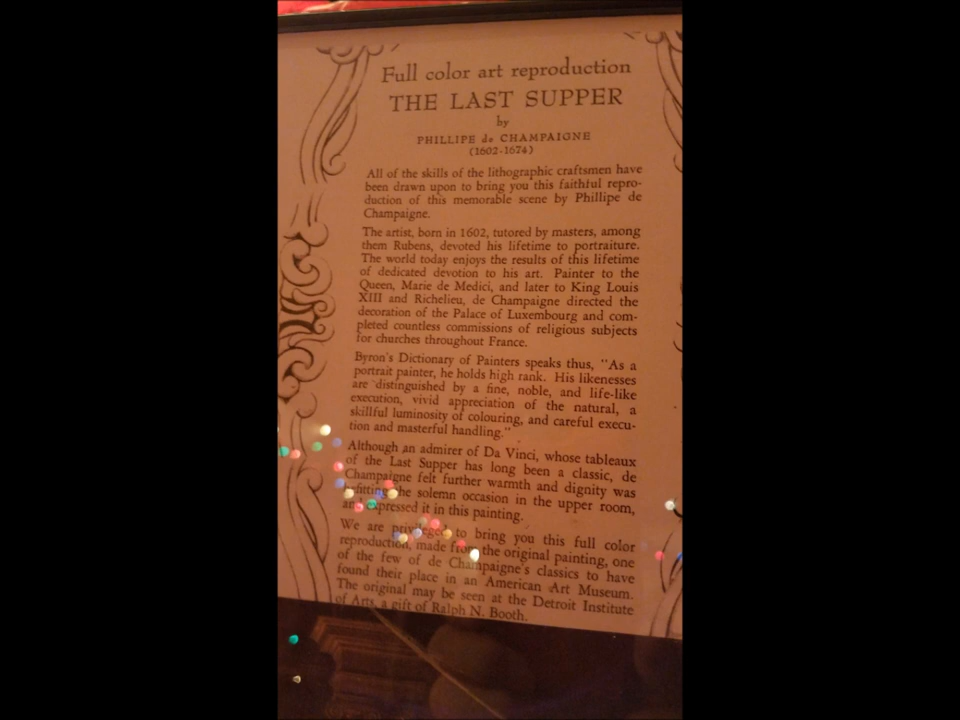 Full color art reproduction
THE LAST SUPPER
by
PHILLIPE de CHAMPAIGNE
(1602-1674)
All of the skills of the lithographic craftsmen have
been drawn upon to bring you this faithful repro-
duction of this memorable scene by Phillipe de
Champaigne.
The artist, born in 1602, tutored by masters, among
them Rubens, devoted his lifetime to portraiture.
The world today enjoys the results of this lifetime
of dedicated devotion to his art. Painter to the
Queen, Marie de Medici, and later to King Louis
XIII and Richelieu, de Champaigne directed the
decoration of the Palace of Luxembourg and com-
pleted countless commissions of religious subjects
for churches throughout France.
Byron's Dictionary of Painters speaks thus, "As a
portrait painter, he holds high rank. His likenesses
are distinguished by a fine, noble, and life-like
execution, vivid appreciation of the natural, a
skillful luminosity of colouring, and careful execu-
tion and masterful handling."
Although an admirer of Da Vinci, whose tableaux
of the Last Supper has long been a classic, de
Champaigne felt further warmth and dignity was
the solemn occasion in the upper room,
and expressed it in this painting.
We are privileged to bring you this full color
reproduction, made from the original painting, one
of the few of de Champaigne's classics to have
found their place in an American Art Museum.
The original may be seen at the Detroit Institute
of Arts, a gift of Ralph N. Booth.